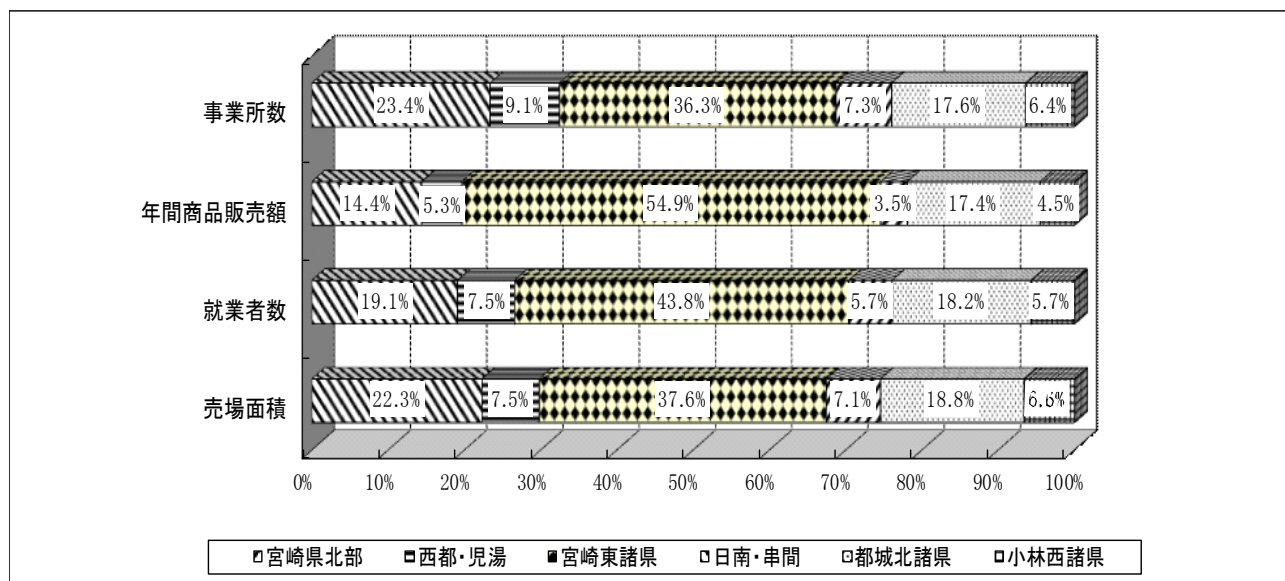 事業所数 23.4% 9.1% 36.3% 7.3% 17.6% 6.4%
年間商品販売額 14.4% 5.3% 54.9% 3.5% 17.4% 4.5%
就業者数 19.1% 7.5% 43.8% 5.7% 18.2% 5.7%
売場面積 22.3% 7.5% 37.6% 7.1% 18.8% 6.6%
0% 10% 20% 30% 40% 50% 60% 70% 80% 90% 100%
宮崎県北部 西都・児湯 宮崎東諸県 日南・串間 都城北諸県 小林西諸県